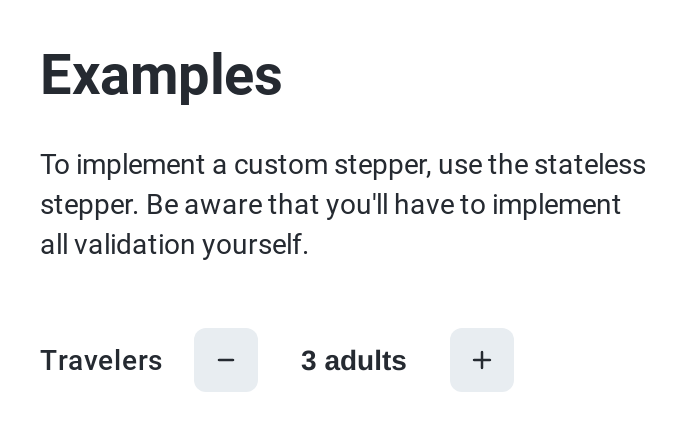 Examples
To implement a custom stepper, use the stateless
stepper. Be aware that you'll have to implement
all validation yourself.
Travelers − 3 adults +